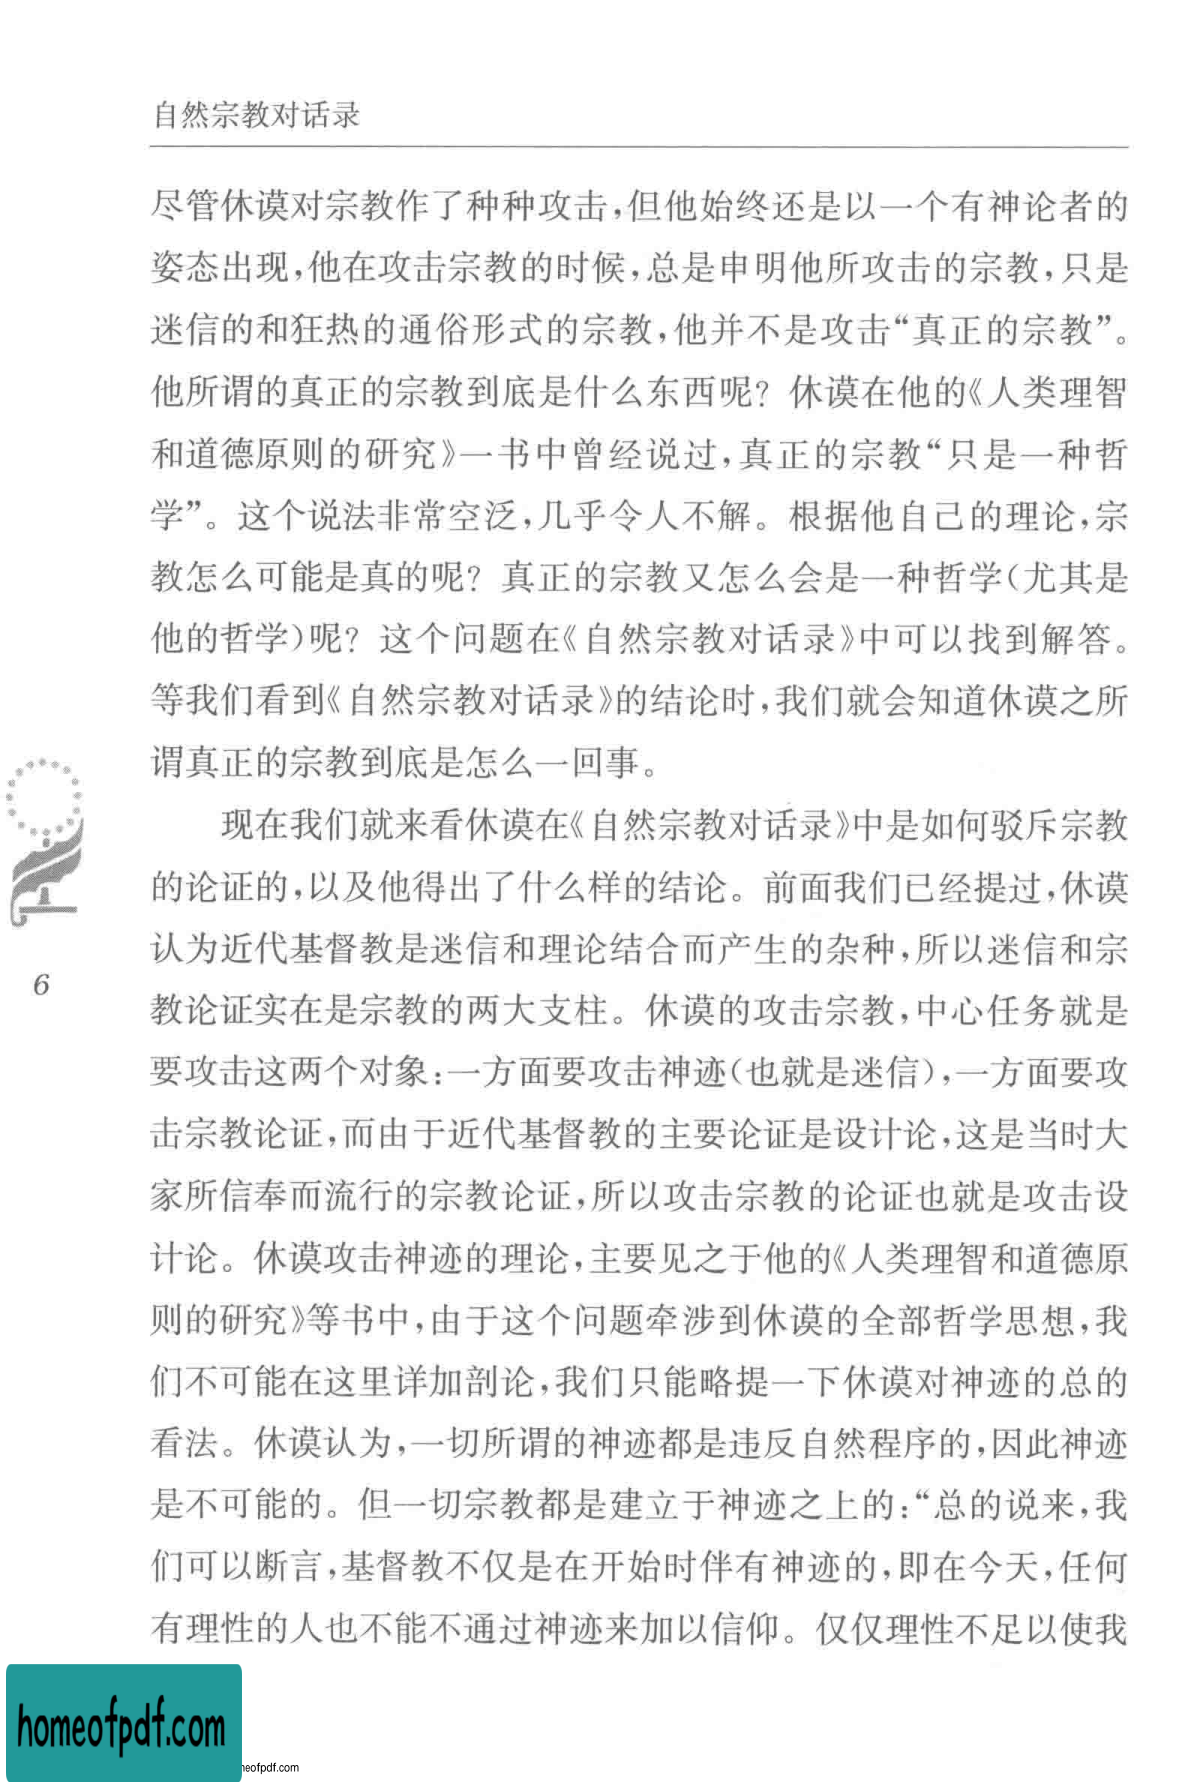 自然宗教对话录
尽管休谟对宗教作了种种攻击，但他始终还是以一个有神论者的
姿态出现，他在攻击宗教的时候，总是申明他所攻击的宗教，只是
迷信的和狂热的通俗形式的宗教，他并不是攻击“真正的宗教”。
他所谓的真正的宗教到底是什么东西呢？休谟在他的《人类理智
和道德原则的研究》一书中曾经说过，真正的宗教“只是一种哲
学”。这个说法非常空泛，几乎令人不解。根据他自己的理论，宗
教怎么可能是真的呢？真正的宗教又怎么会是一种哲学（尤其是
他的哲学）呢？这个问题在《自然宗教对话录》中可以找到解答。
等我们看到《自然宗教对话录》的结论时，我们就会知道休谟之所
谓真正的宗教到底是怎么一回事。
现在我们就来看休谟在《自然宗教对话录》中是如何驳斥宗教
的论证的，以及他得出了什么样的结论。前面我们已经提过，休谟
认为近代基督教是迷信和理论结合而产生的杂种，所以迷信和宗
教论证实在是宗教的两大支柱。休谟的攻击宗教，中心任务就是
要攻击这两个对象：一方面要攻击神迹（也就是迷信），一方面要攻
击宗教论证，而由于近代基督教的主要论证是设计论，这是当时大
家所信奉而流行的宗教论证，所以攻击宗教的论证也就是攻击设
计论。休谟攻击神迹的理论，主要见之于他的《人类理智和道德原
则的研究》等书中，由于这个问题牵涉到休谟的全部哲学思想，我
们不可能在这里详加剖论，我们只能略提一下休谟对神迹的总的
看法。休谟认为，一切所谓的神迹都是违反自然程序的，因此神迹
是不可能的。但一切宗教都是建立于神迹之上的：“总的说来，我
们可以断言，基督教不仅是在开始时伴有神迹的，即在今天，任何
有理性的人也不能不通过神迹来加以信仰。仅仅理性不足以使我
6
homeofpdf.com
neofpdf.com